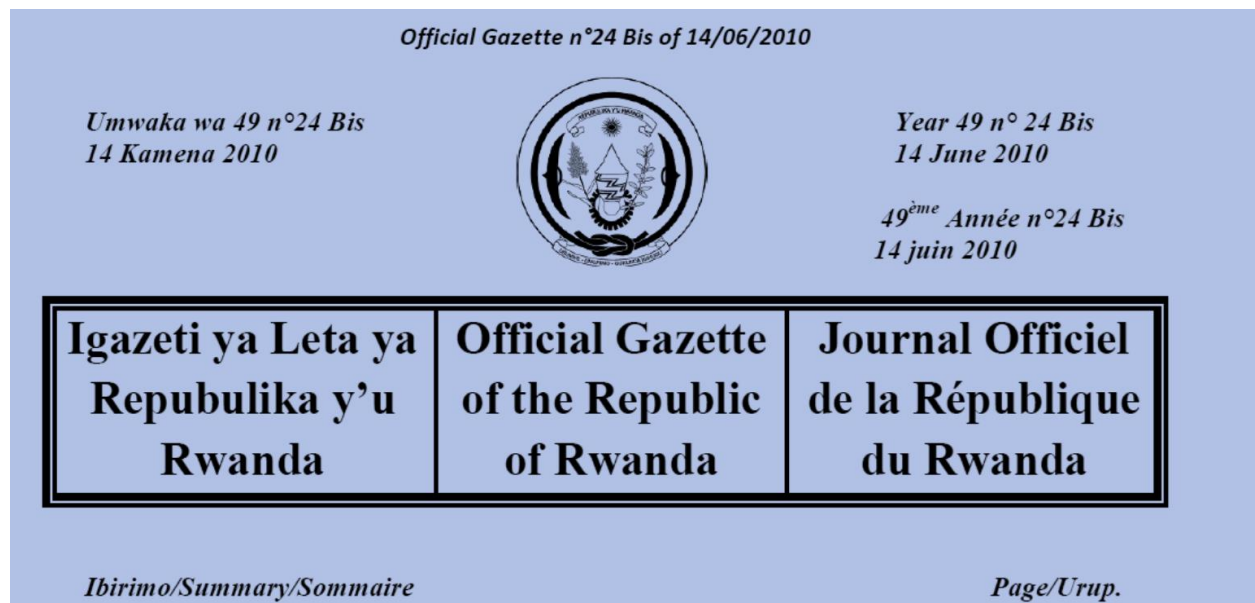 Official Gazette n°24 Bis of 14/06/2010
Umwaka wa 49 n°24 Bis
14 Kamena 2010
REPUBULIKA Y'U RWANDA
Year 49 n° 24 Bis
14 June 2010
49ème Année n°24 Bis
14 juin 2010
Igazeti ya Leta ya
Repubulika y'u
Rwanda
Official Gazette
of the Republic
of Rwanda
Journal Officiel
de la République
du Rwanda
Ibirimo/Summary/Sommaire
Page/Urup.